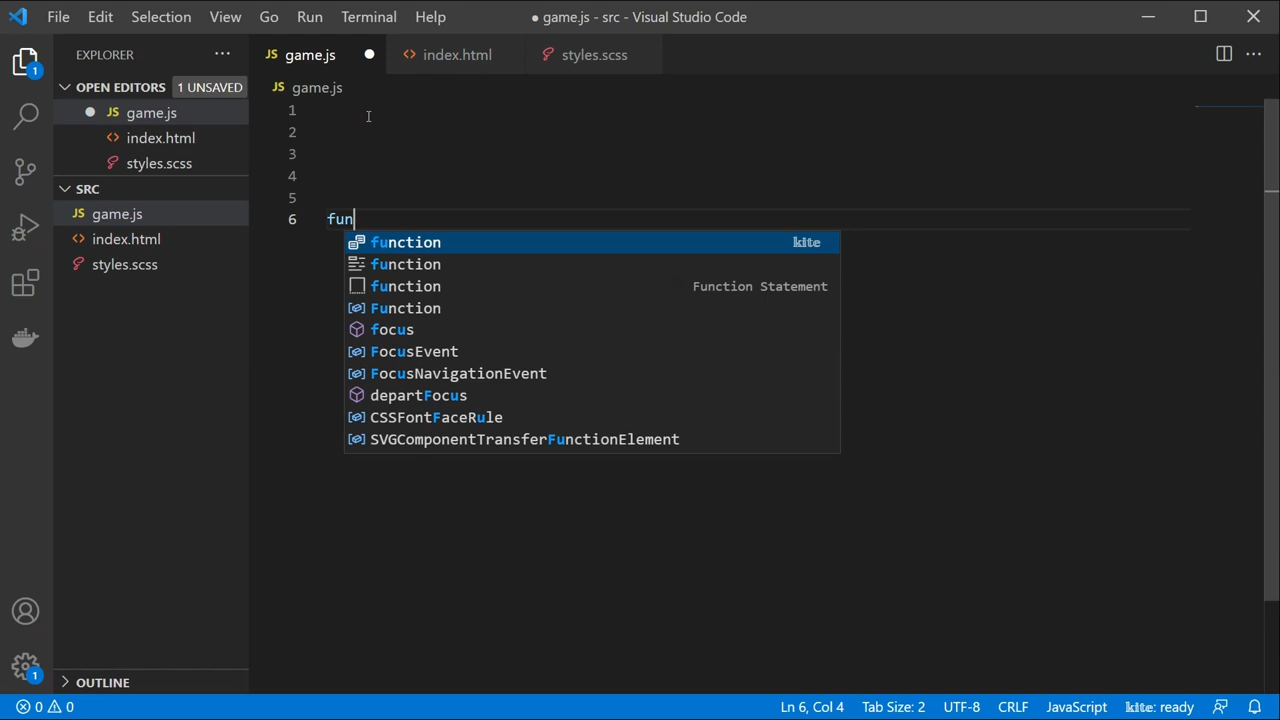 File Edit Selection View Go Run Terminal Help ● game.js - src - Visual Studio Code
EXPLORER ··· JS game.js ● <> index.html styles.scss ···
1
OPEN EDITORS 1 UNSAVED
JS game.js
● JS game.js
<> index.html
styles.scss
SRC
JS game.js
<> index.html
styles.scss
1
2
3
4
5
6 fun
function kite
function
function Function Statement
Function
focus
FocusEvent
FocusNavigationEvent
departFocus
CSSFontFaceRule
SVGComponentTransferFunctionElement
OUTLINE
1
0 0 Ln 6, Col 4 Tab Size: 2 UTF-8 CRLF JavaScript kite: ready